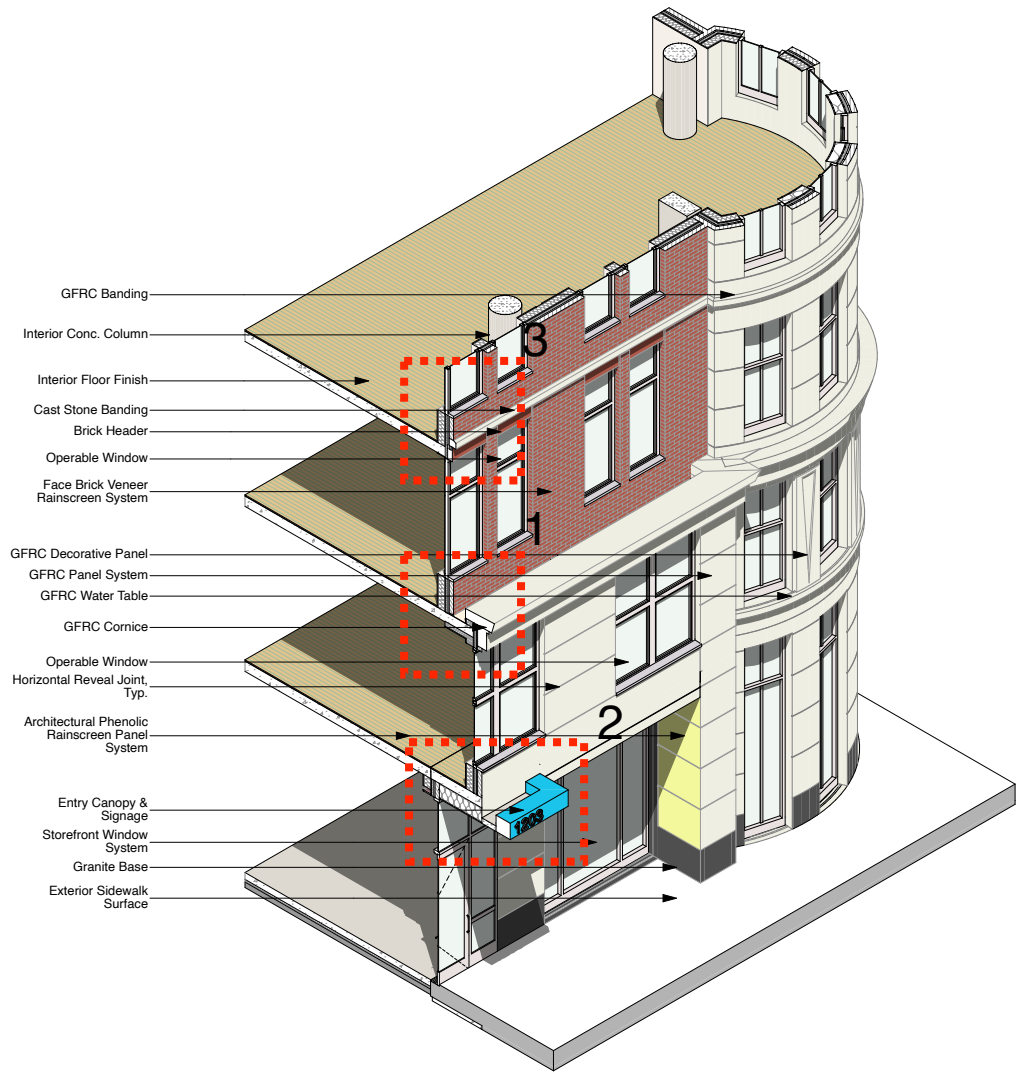 GFRC Banding
Interior Conc. Column
3
Interior Floor Finish
Cast Stone Banding
Brick Header
Operable Window
Face Brick Veneer
Rainscreen System
1
GFRC Decorative Panel
GFRC Panel System
GFRC Water Table
GFRC Cornice
Operable Window
Horizontal Reveal Joint,
Typ.
Architectural Phenolic
Rainscreen Panel
System
2
Entry Canopy &
Signage
1203
Storefront Window
System
Granite Base
Exterior Sidewalk
Surface